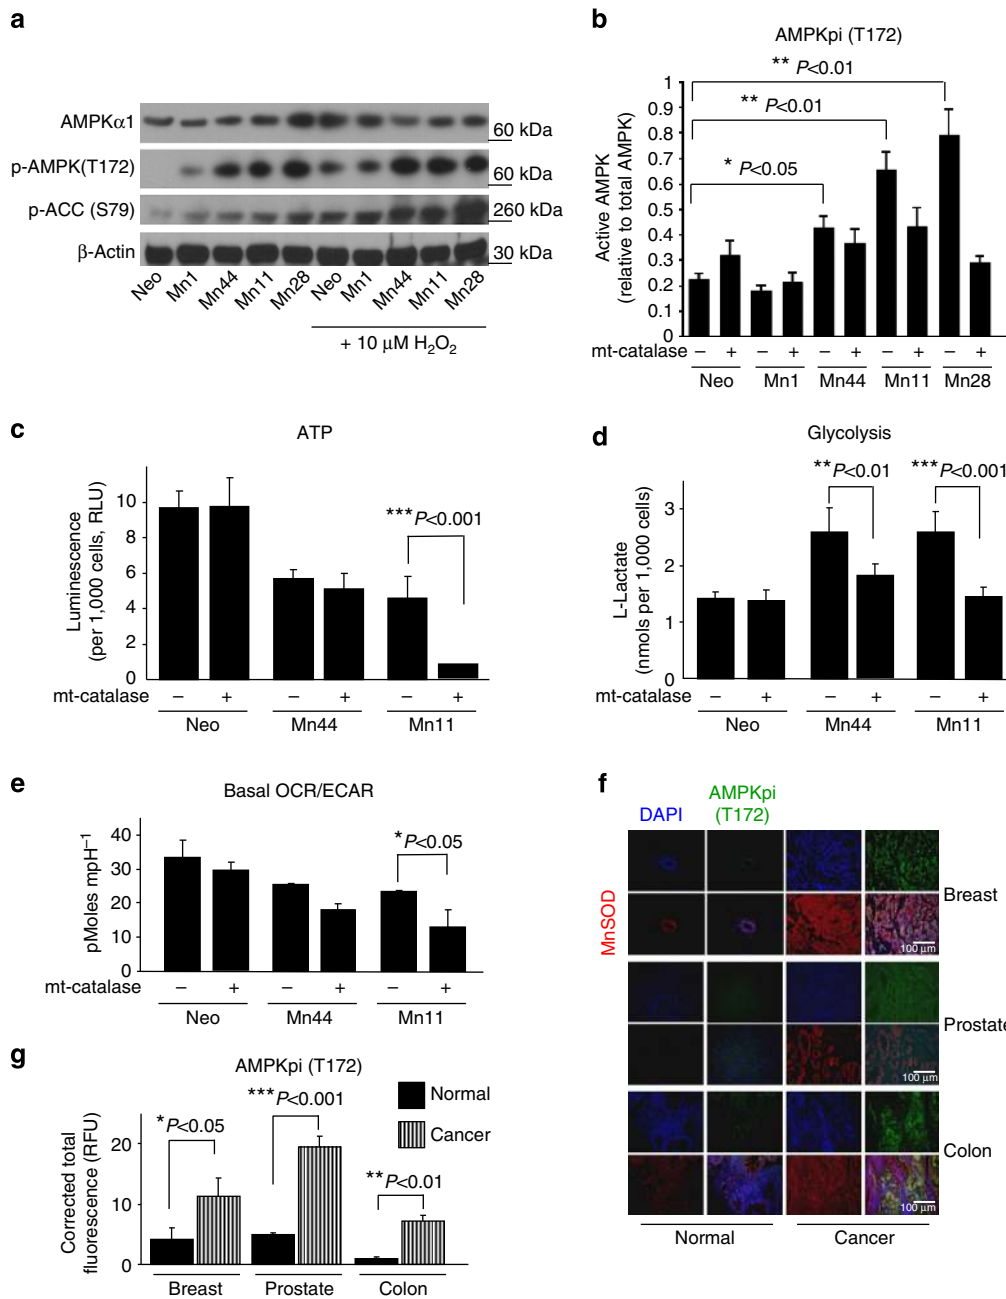 a
AMPKα1
60 kDa
p-AMPK(T172)
60 kDa
p-ACC (S79)
260 kDa
β-Actin
30 kDa
Neo Mn1 Mn44 Mn11 Mn28 Neo Mn1 Mn44 Mn11 Mn28
+ 10 μM H₂O₂
b
AMPKpi (T172)
** P<0.01
** P<0.01
* P<0.05
Active AMPK
(relative to total AMPK)
1
0.9
0.8
0.7
0.6
0.5
0.4
0.3
0.2
0.1
0
mt-catalase – + – + – + – + – +
Neo Mn1 Mn44 Mn11 Mn28
c
ATP
***P<0.001
Luminescence
(per 1,000 cells, RLU)
10
8
6
4
2
0
mt-catalase – + – + – +
Neo Mn44 Mn11
d
Glycolysis
**P<0.01 ***P<0.001
L-Lactate
(nmols per 1,000 cells)
3
2
1
0
mt-catalase – + – + – +
Neo Mn44 Mn11
e
Basal OCR/ECAR
*P<0.05
pMoles mpH⁻¹
40
30
20
10
0
mt-catalase – + – + – +
Neo Mn44 Mn11
f
DAPI
AMPKpi
(T172)
MnSOD
Breast
100 μm
Prostate
100 μm
Colon
100 μm
Normal Cancer
g
AMPKpi (T172)
Normal
Cancer
*P<0.05
***P<0.001
**P<0.01
Corrected total
fluorescence (RFU)
20
10
0
Breast Prostate Colon